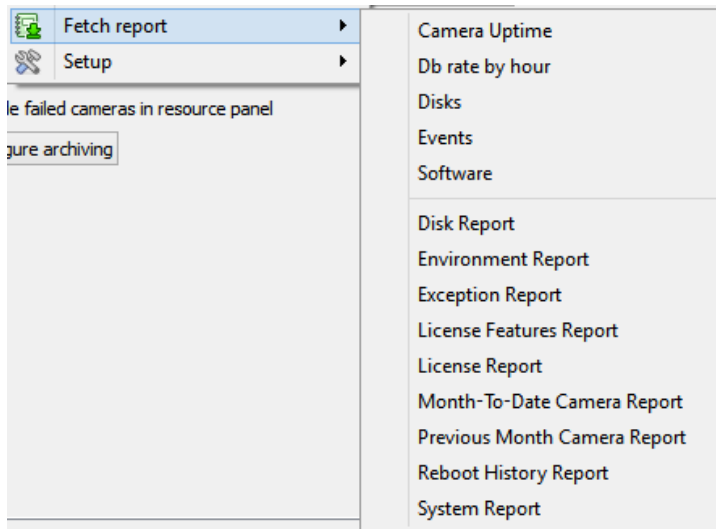 Fetch report
Setup
le failed cameras in resource panel
gure archiving
Camera Uptime
Db rate by hour
Disks
Events
Software
Disk Report
Environment Report
Exception Report
License Features Report
License Report
Month-To-Date Camera Report
Previous Month Camera Report
Reboot History Report
System Report